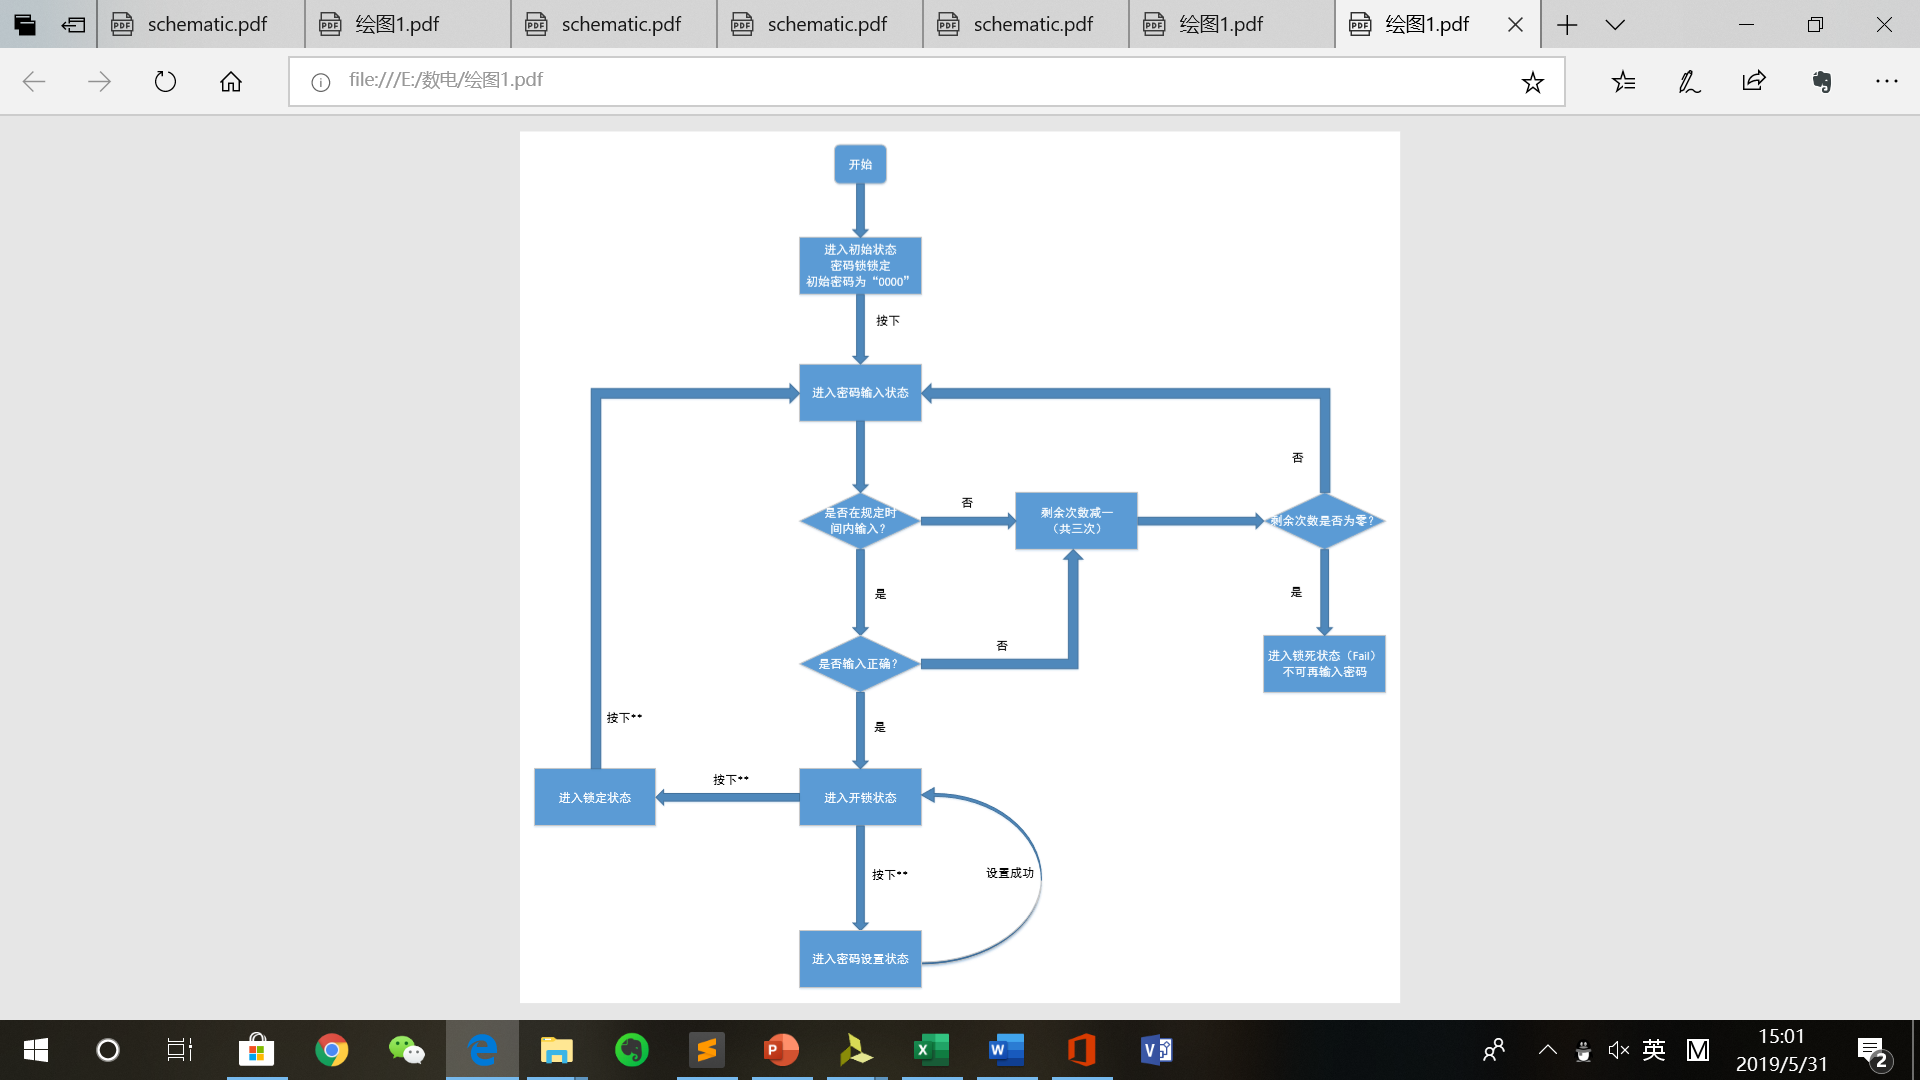 schematic.pdf
绘图1.pdf
schematic.pdf
schematic.pdf
schematic.pdf
绘图1.pdf
绘图1.pdf
file:///E:/数电/绘图1.pdf
开始
进入初始状态
密码锁锁定
初始密码为“0000”
按下
进入密码输入状态
否
是否在规定时
间内输入?
否
剩余次数减一
(共三次)
剩余次数是否为零?
是
是
否
是否输入正确?
进入锁死状态(Fail)
不可再输入密码
按下**
是
按下**
进入锁定状态
进入开锁状态
按下**
设置成功
进入密码设置状态
英
15:01
2019/5/31
2